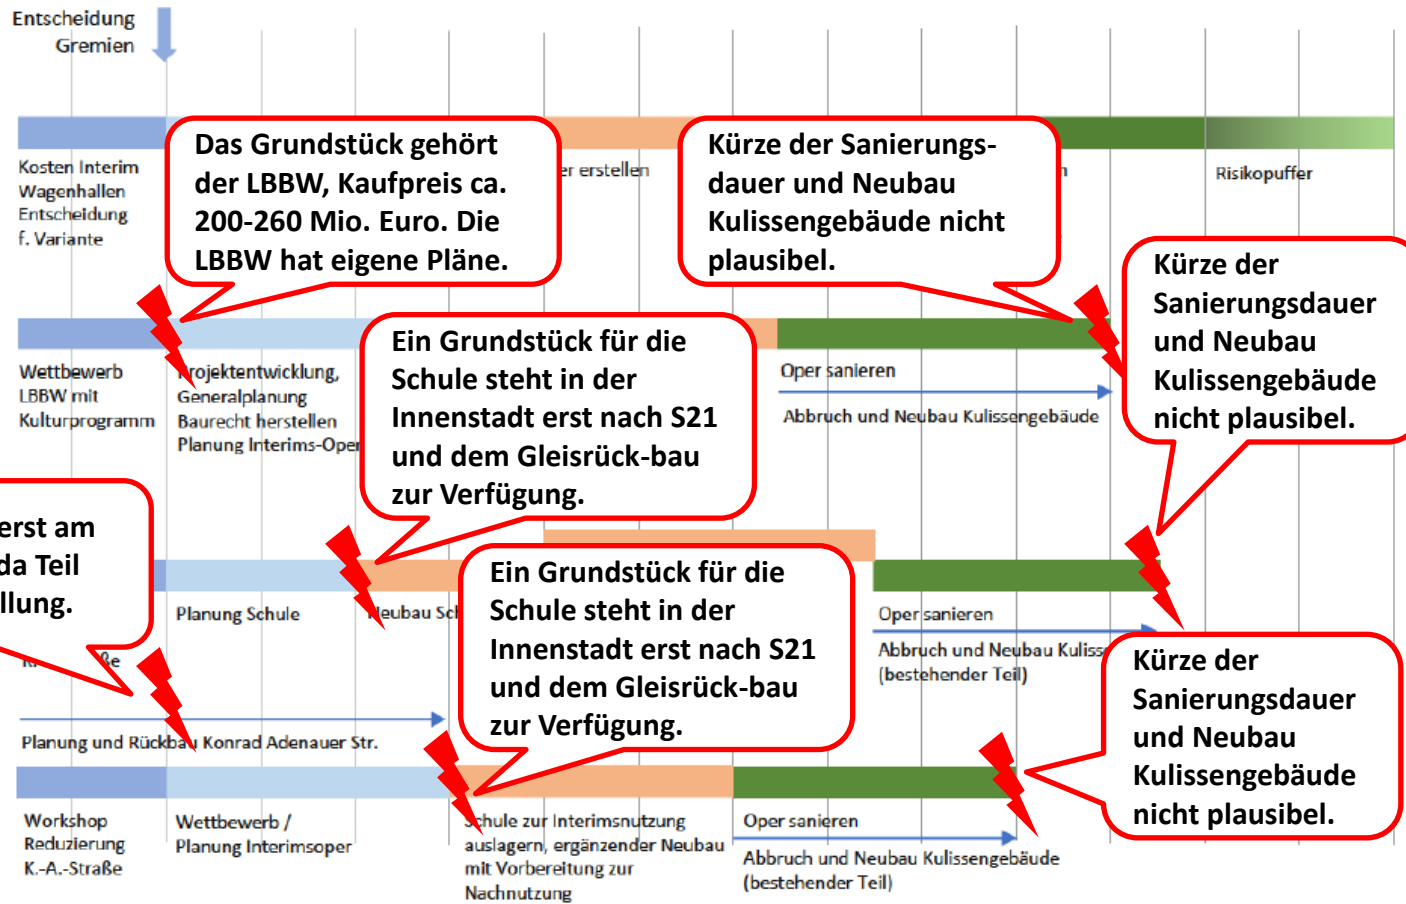 Entscheidung
Gremien
Kosten Interim
Wagenhallen
Entscheidung
f. Variante
Das Grundstück gehört
der LBBW, Kaufpreis ca.
200-260 Mio. Euro. Die
LBBW hat eigene Pläne.
erstellen
Kürze der Sanierungs-
dauer und Neubau
Kulissengebäude nicht
plausibel.
Risikopuffer
Kürze der
Sanierungsdauer
und Neubau
Kulissengebäude
nicht plausibel.
Wettbewerb
LBBW mit
Kulturprogramm
Projektentwicklung,
Generalplanung
Baurecht herstellen
Planung Interims-Oper
Ein Grundstück für die
Schule steht in der
Innenstadt erst nach S21
und dem Gleisrück-bau
zur Verfügung.
Oper sanieren
Abbruch und Neubau Kulissengebäude
erst am
da Teil
llung.
Planung Schule
Neubau Sch
Ein Grundstück für die
Schule steht in der
Innenstadt erst nach S21
und dem Gleisrück-bau
zur Verfügung.
Oper sanieren
Abbruch und Neubau Kulisse
(bestehender Teil)
Kürze der
Sanierungsdauer
und Neubau
Kulissengebäude
nicht plausibel.
Planung und Rückbau Konrad Adenauer Str.
Workshop
Reduzierung
K.-A.-Straße
Wettbewerb /
Planung Interimsoper
Schule zur Interimsnutzung
auslagern, ergänzender Neubau
mit Vorbereitung zur
Nachnutzung
Oper sanieren
Abbruch und Neubau Kulissengebäude
(bestehender Teil)